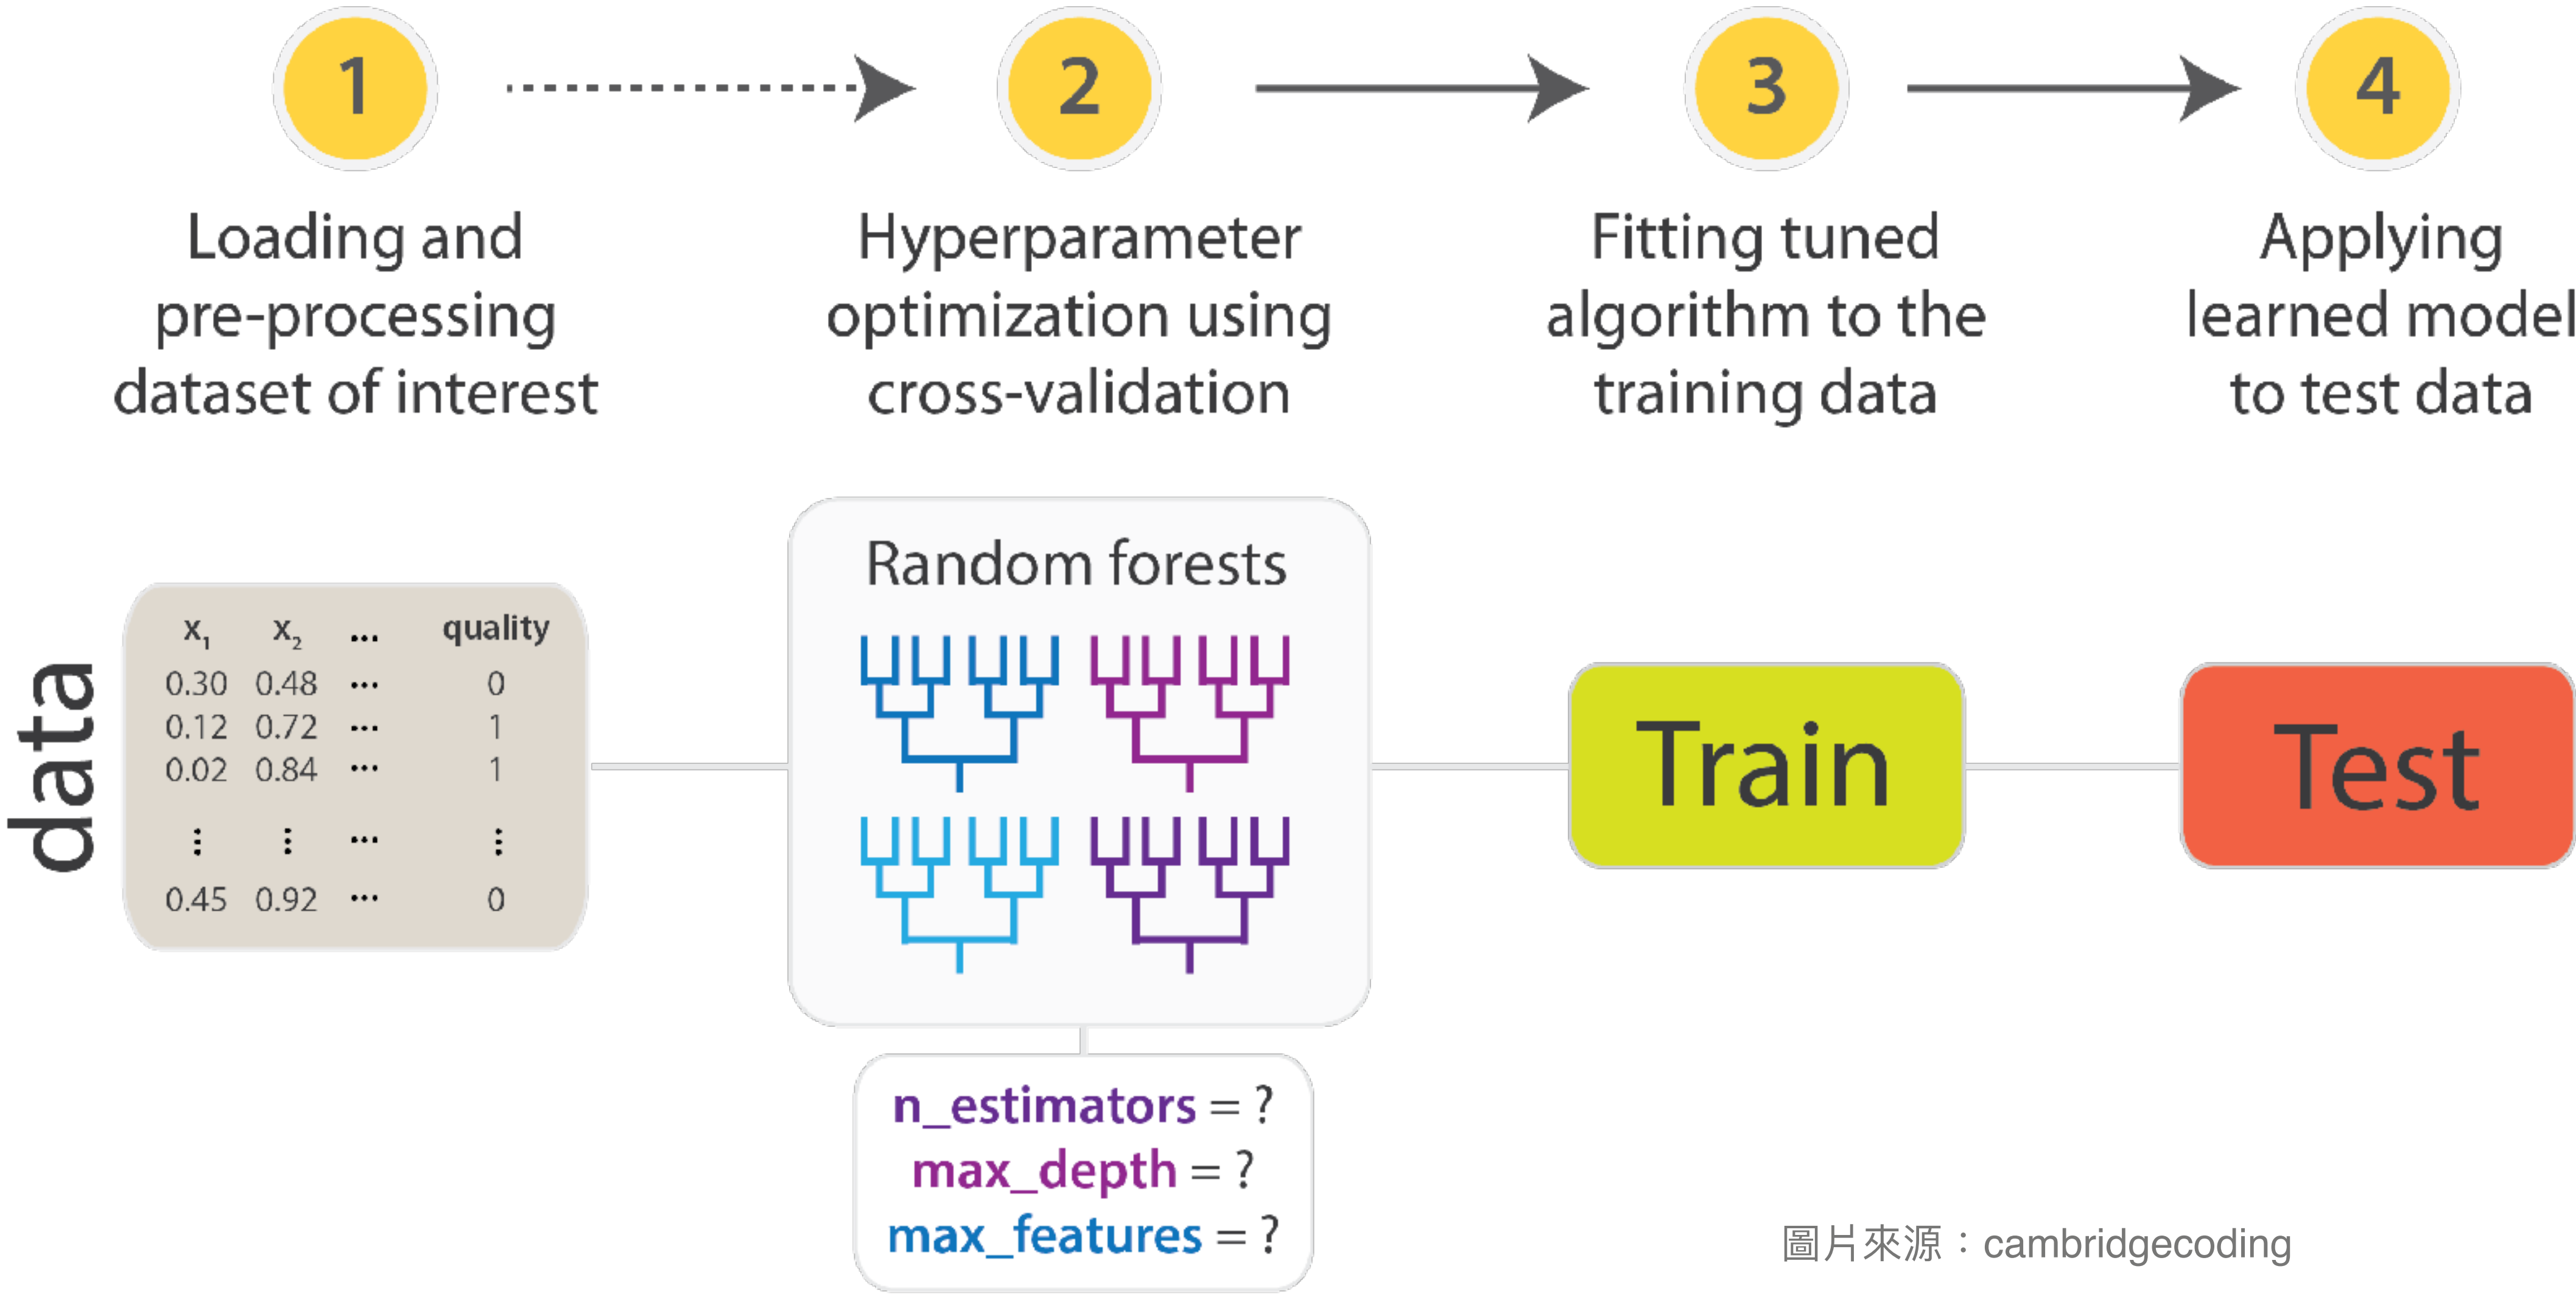 1
2
3
4
Loading and
pre-processing
dataset of interest
Hyperparameter
optimization using
cross-validation
Fitting tuned
algorithm to the
training data
Applying
learned model
to test data
data
x₁ x₂ ... quality
0.30 0.48 ... 0
0.12 0.72 ... 1
0.02 0.84 ... 1
⋮ ⋮ ... ⋮
0.45 0.92 ... 0
Random forests
n_estimators = ?
max_depth = ?
max_features = ?
Train
Test
圖片來源：cambridgecoding